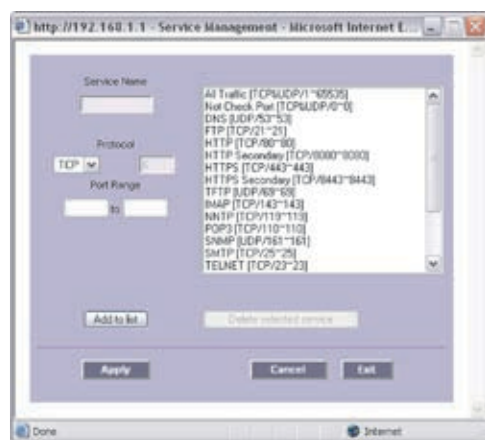 http://192.168.1.1 - Service Management - Microsoft Internet E...
Service Name
Protocol
TCP
Port Range
to
All Traffic [TCP&UDP/1~65535]
Not Check Port [TCP&UDP/0~0]
DNS [UDP/53~53]
FTP [TCP/21~21]
HTTP [TCP/80~80]
HTTP Secondary [TCP/8080~8080]
HTTPS [TCP/443~443]
HTTPS Secondary [TCP/8443~8443]
TFTP [UDP/69~69]
IMAP [TCP/143~143]
NNTP [TCP/119~119]
POP3 [TCP/110~110]
SNMP [UDP/161~161]
SMTP [TCP/25~25]
TELNET [TCP/23~23]
Add to list
Delete selected service
Apply
Cancel
Exit
Done
Internet